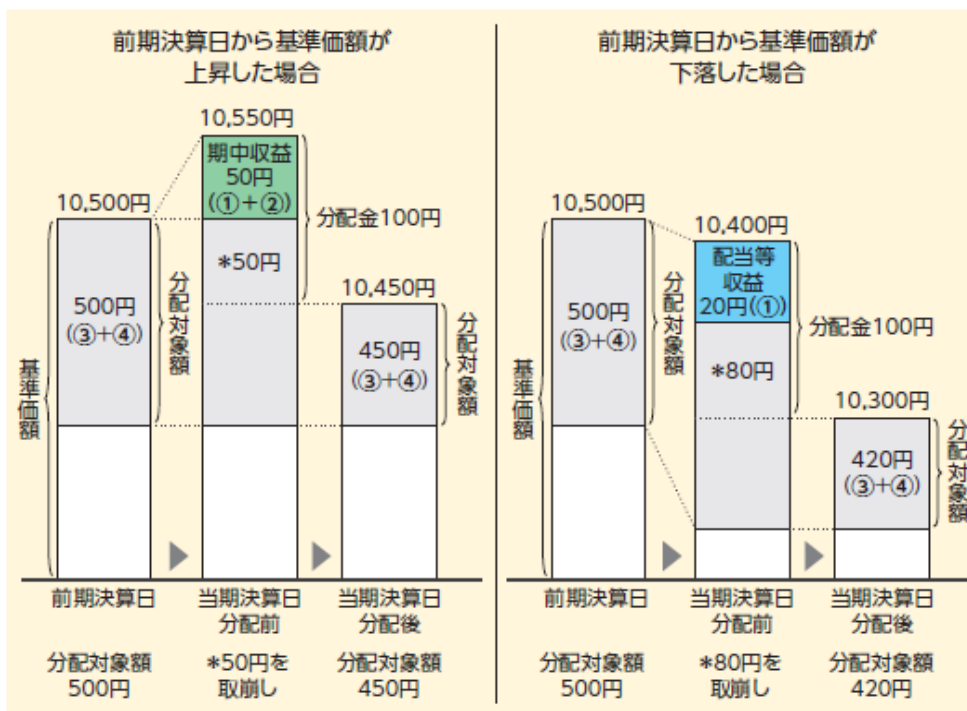 前期決算日から基準価額が
上昇した場合
10,550円
期中収益
50円
(①+②)
10,500円
分配金100円
*50円
10,450円
500円
(③+④)
分配対象額
450円
(③+④)
分配対象額
基準価額
前期決算日
当期決算日
分配前
当期決算日
分配後
分配対象額
500円
*50円を
取崩し
分配対象額
450円
前期決算日から基準価額が
下落した場合
10,500円
10,400円
配当等
収益
20円(①)
分配金100円
500円
(③+④)
分配対象額
*80円
10,300円
420円
(③+④)
分配対象額
基準価額
前期決算日
当期決算日
分配前
当期決算日
分配後
分配対象額
500円
*80円を
取崩し
分配対象額
420円